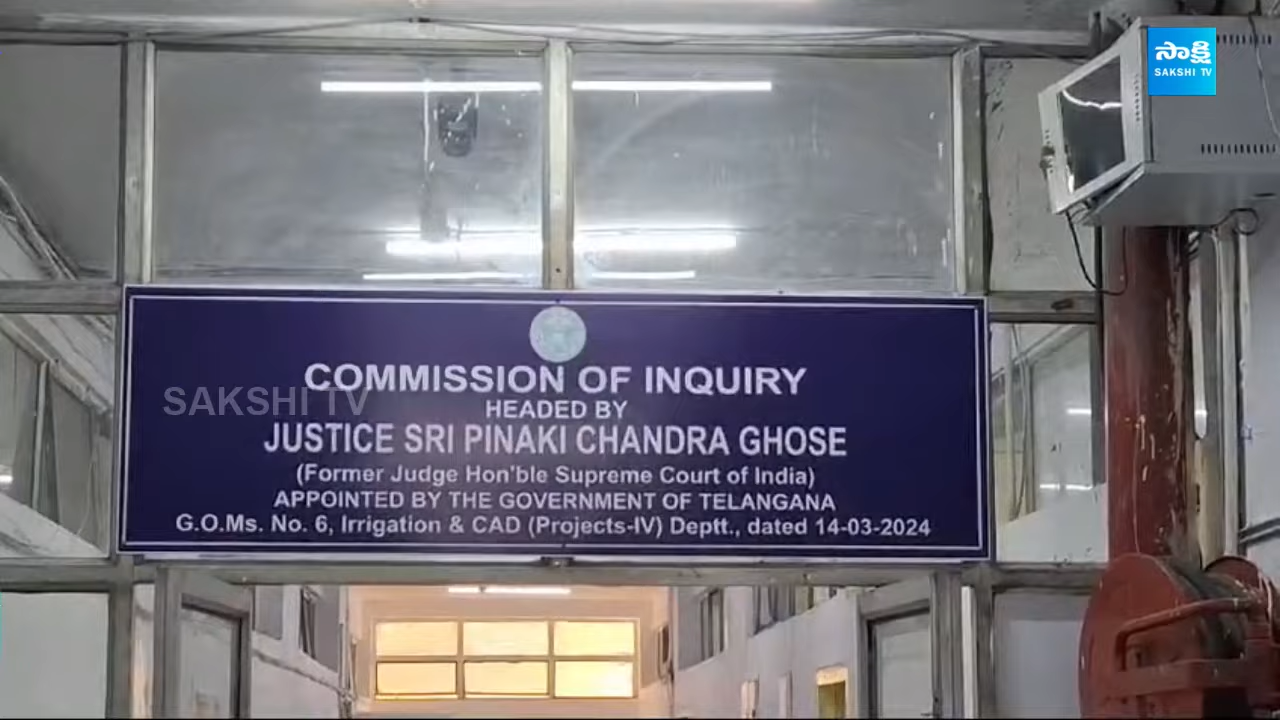 సాక్షి
SAKSHI TV
COMMISSION OF INQUIRY
SAKSHI TV
HEADED BY
JUSTICE SRI PINAKI CHANDRA GHOSE
(Former Judge Hon'ble Supreme Court of India)
APPOINTED BY THE GOVERNMENT OF TELANGANA
G.O.Ms. No. 6, Irrigation & CAD (Projects-IV) Deptt., dated 14-03-2024